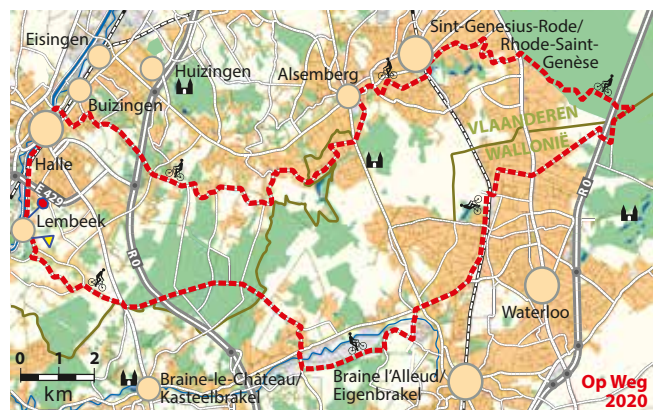 Sint-Genesius-Rode/
Rhode-Saint-
Genèse
Eisingen
Huizingen
Alsemberg
Buizingen
VLAANDEREN
WALLONIË
Halle
E 429
Lembeek
R0
R0
Waterloo
0 1 2
km
Braine-le-Château/
Kasteelbrakel
Braine l'Alleud/
Eigenbrakel
Op Weg
2020